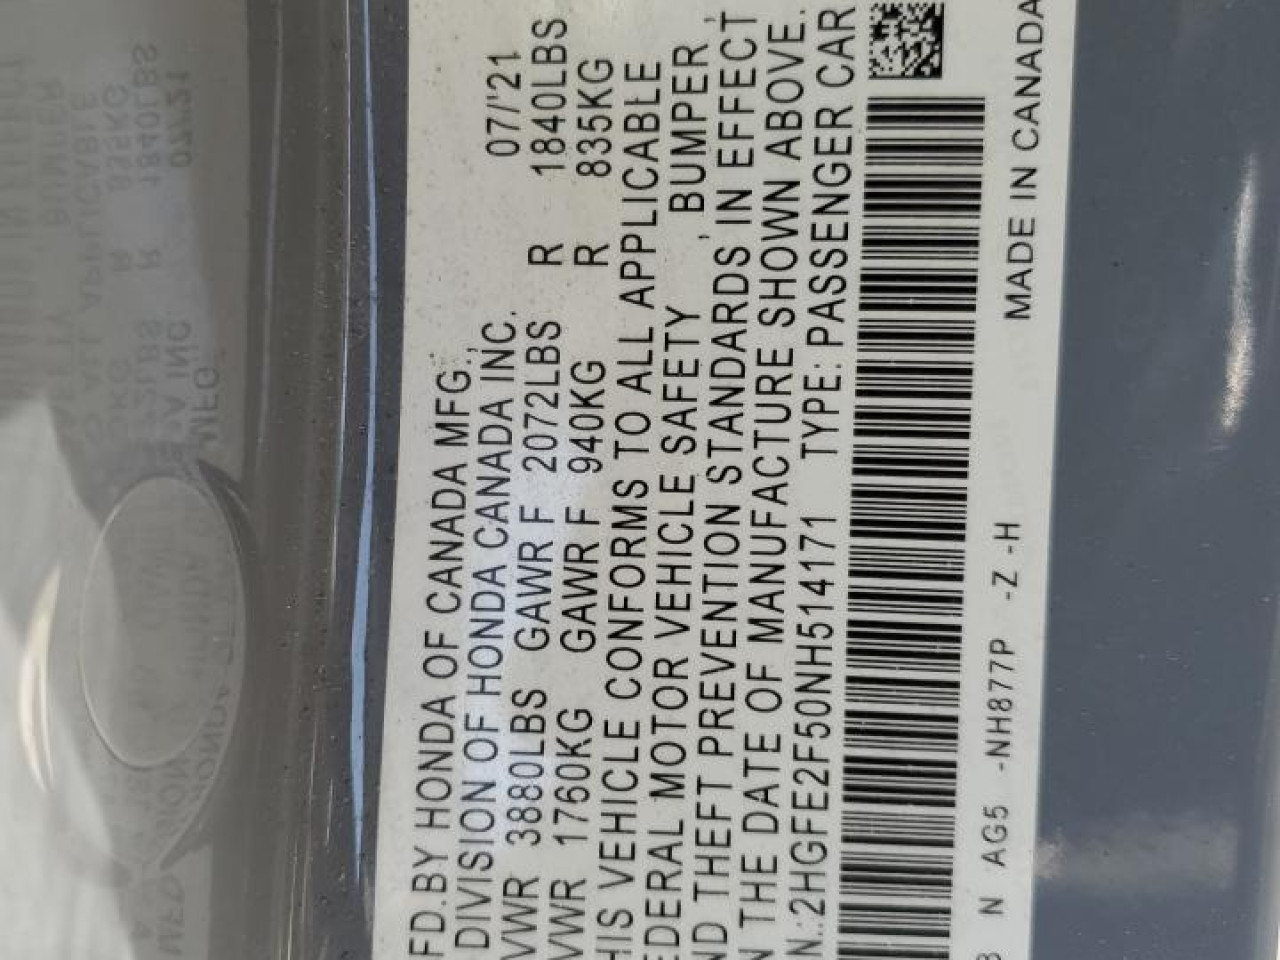 FD.BY HONDA OF CANADA MFG.,
DIVISION OF HONDA CANADA INC. 07/'21
VWR 3880LBS GAWR F 2072LBS R 1840LBS
VWR 1760KG GAWR F 940KG R 835KG
HIS VEHICLE CONFORMS TO ALL APPLICABLE
EDERAL MOTOR VEHICLE SAFETY , BUMPER ,
ND THEFT PREVENTION STANDARDS IN EFFECT
N THE DATE OF MANUFACTURE SHOWN ABOVE.
N.:2HGFE2F50NH514171 TYPE: PASSENGER CAR
N AG5 -NH877P -Z -H MADE IN CANADA